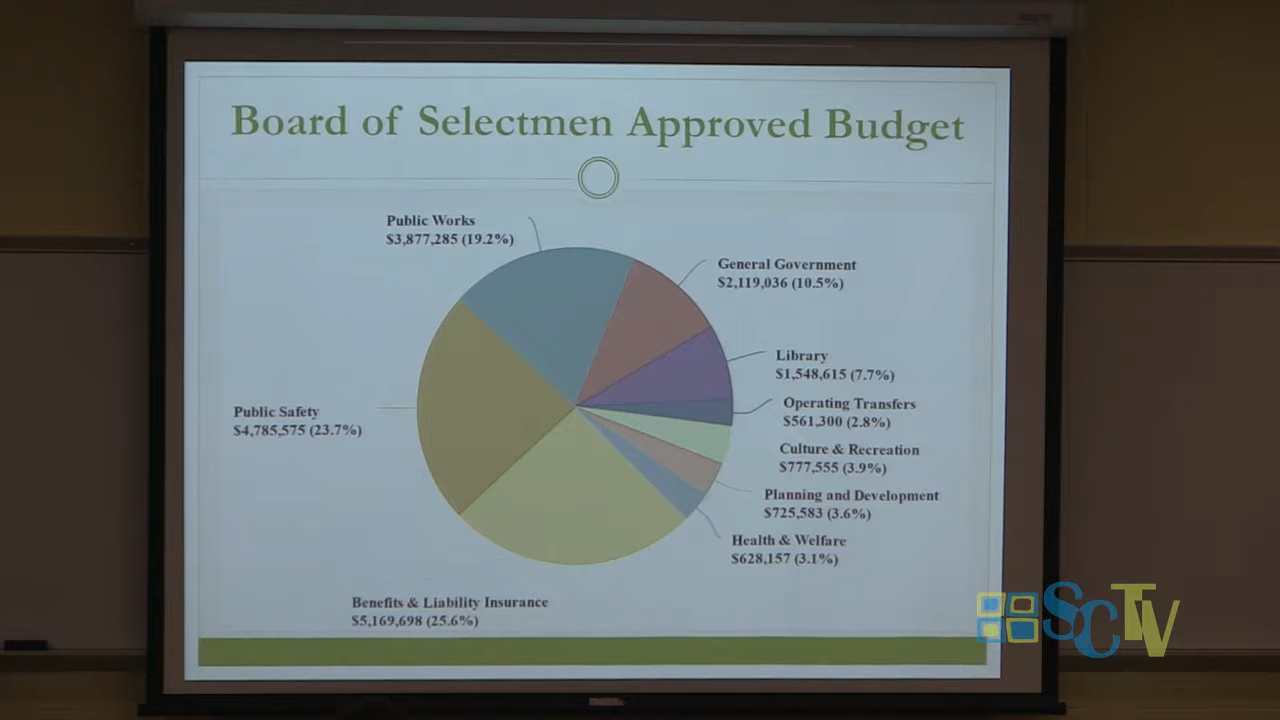 Board of Selectmen Approved Budget
Public Works
$3,877,285 (19.2%)
General Government
$2,119,036 (10.5%)
Library
$1,548,615 (7.7%)
Operating Transfers
$561,300 (2.8%)
Public Safety
$4,785,575 (23.7%)
Culture & Recreation
$777,555 (3.9%)
Planning and Development
$725,583 (3.6%)
Health & Welfare
$628,157 (3.1%)
Benefits & Liability Insurance
$5,169,698 (25.6%)
SCTV